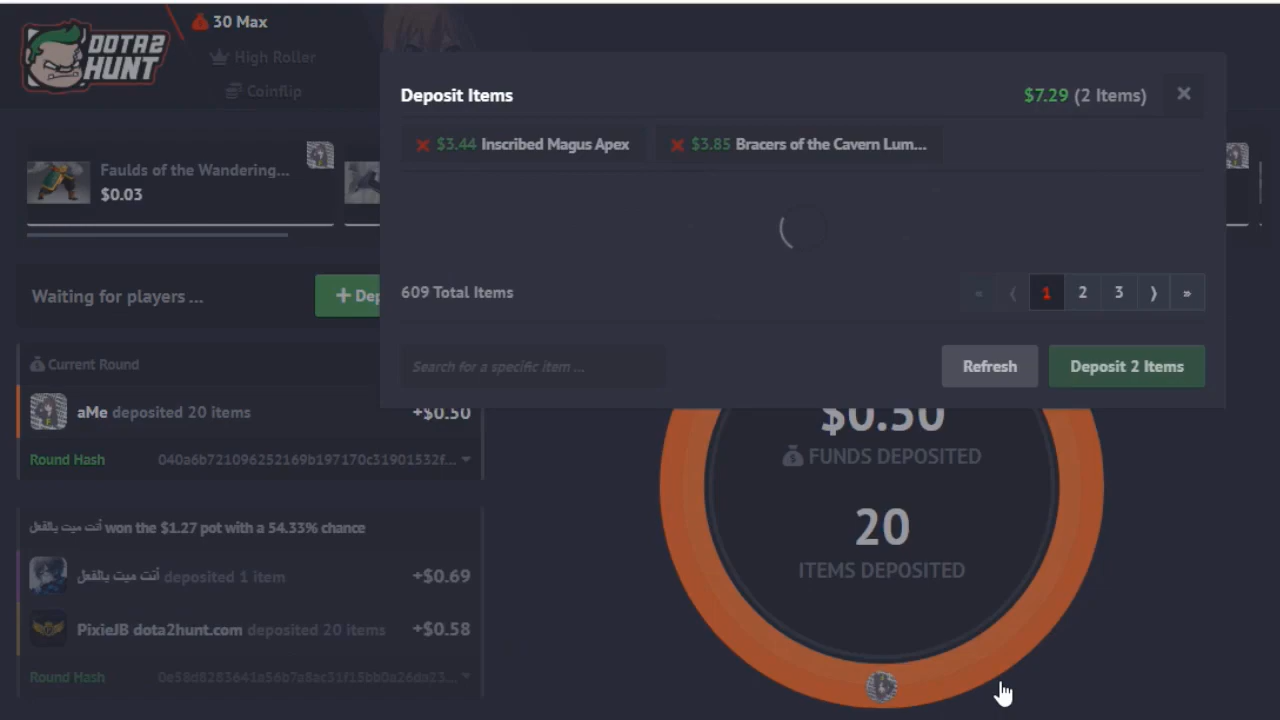 DOTA2
HUNT
30 Max
High Roller
Coinflip
Deposit Items
$7.29 (2 Items)
$3.44 Inscribed Magus Apex
$3.85 Bracers of the Cavern Lum...
Faulds of the Wandering...
$0.03
609 Total Items
« ⟨ 1 2 3 ⟩ »
Waiting for players ...
+ Dep
Search for a specific item ...
Refresh
Deposit 2 Items
Current Round
aMe deposited 20 items
+$0.50
Round Hash
040a6b721096252169b197170c31901532f...
$0.50
FUNDS DEPOSITED
20
ITEMS DEPOSITED
أنت ميت بالفعل won the $1.27 pot with a 54.33% chance
أنت ميت بالفعل deposited 1 item
+$0.69
PixieJB dota2hunt.com deposited 20 items
+$0.58
Round Hash
0e58d8283641a56b7a8ac31f15bb0a26da23...